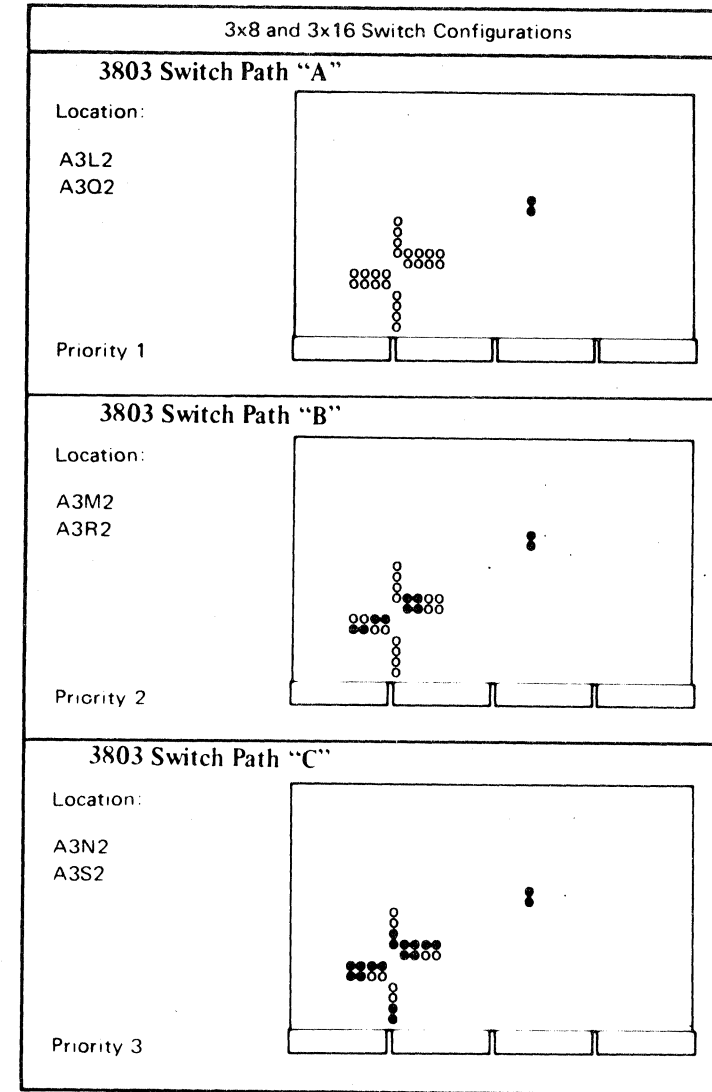 3x8 and 3x16 Switch Configurations
3803 Switch Path “A”
Location:
A3L2
A3Q2
Priority 1
3803 Switch Path “B”
Location:
A3M2
A3R2
Priority 2
3803 Switch Path “C”
Location:
A3N2
A3S2
Priority 3